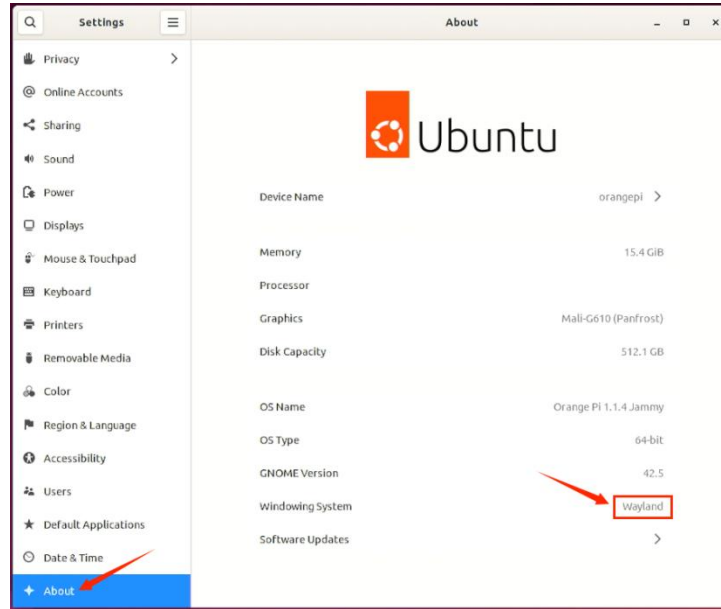 Settings
About
Privacy
Online Accounts
Sharing
Sound
Power
Displays
Mouse & Touchpad
Keyboard
Printers
Removable Media
Color
Region & Language
Accessibility
Users
Default Applications
Date & Time
About
Ubuntu
Device Name orangepi
Memory 15.4 GiB
Processor
Graphics Mali-G610 (Panfrost)
Disk Capacity 512.1 GB
OS Name Orange Pi 1.1.4 Jammy
OS Type 64-bit
GNOME Version 42.5
Windowing System Wayland
Software Updates